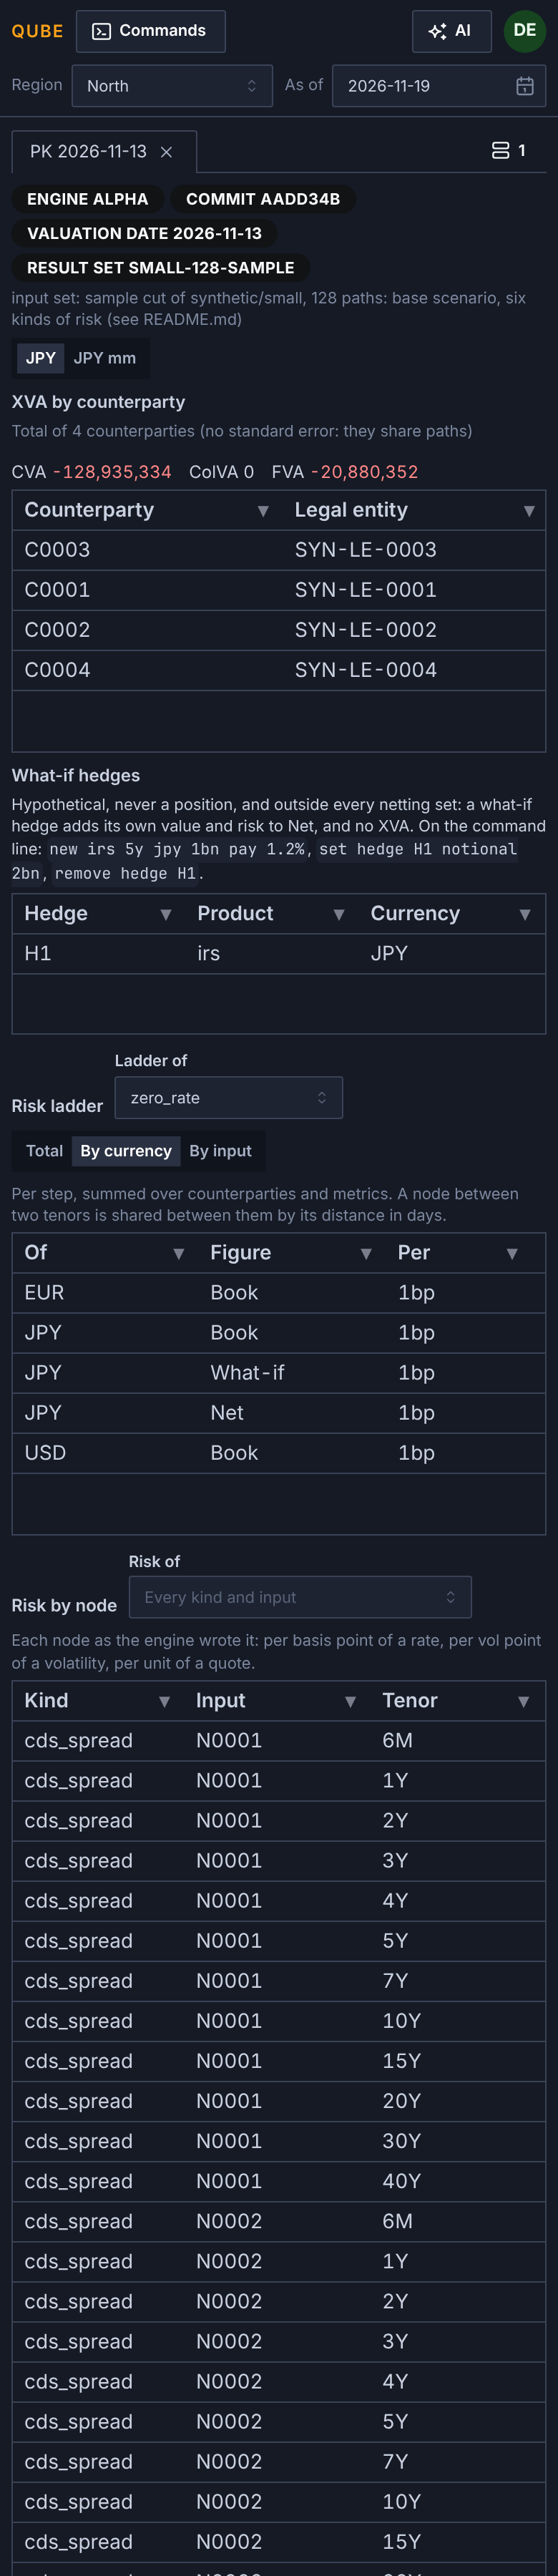 QUBE Commands AI DE
Region North As of 2026-11-19
PK 2026-11-13 1
ENGINE ALPHA COMMIT AADD34B
VALUATION DATE 2026-11-13
RESULT SET SMALL-128-SAMPLE
input set: sample cut of synthetic/small, 128 paths: base scenario, six
kinds of risk (see README.md)
JPY JPY mm
XVA by counterparty
Total of 4 counterparties (no standard error: they share paths)
CVA -128,935,334 ColVA 0 FVA -20,880,352
Counterparty Legal entity
C0003 SYN-LE-0003
C0001 SYN-LE-0001
C0002 SYN-LE-0002
C0004 SYN-LE-0004
What-if hedges
Hypothetical, never a position, and outside every netting set: a what-if
hedge adds its own value and risk to Net, and no XVA. On the command
line: new irs 5y jpy 1bn pay 1.2%, set hedge H1 notional
2bn, remove hedge H1.
Hedge Product Currency
H1 irs JPY
Ladder of
Risk ladder zero_rate
Total By currency By input
Per step, summed over counterparties and metrics. A node between
two tenors is shared between them by its distance in days.
Of Figure Per
EUR Book 1bp
JPY Book 1bp
JPY What-if 1bp
JPY Net 1bp
USD Book 1bp
Risk of
Risk by node Every kind and input
Each node as the engine wrote it: per basis point of a rate, per vol point
of a volatility, per unit of a quote.
Kind Input Tenor
cds_spread N0001 6M
cds_spread N0001 1Y
cds_spread N0001 2Y
cds_spread N0001 3Y
cds_spread N0001 4Y
cds_spread N0001 5Y
cds_spread N0001 7Y
cds_spread N0001 10Y
cds_spread N0001 15Y
cds_spread N0001 20Y
cds_spread N0001 30Y
cds_spread N0001 40Y
cds_spread N0002 6M
cds_spread N0002 1Y
cds_spread N0002 2Y
cds_spread N0002 3Y
cds_spread N0002 4Y
cds_spread N0002 5Y
cds_spread N0002 7Y
cds_spread N0002 10Y
cds_spread N0002 15Y